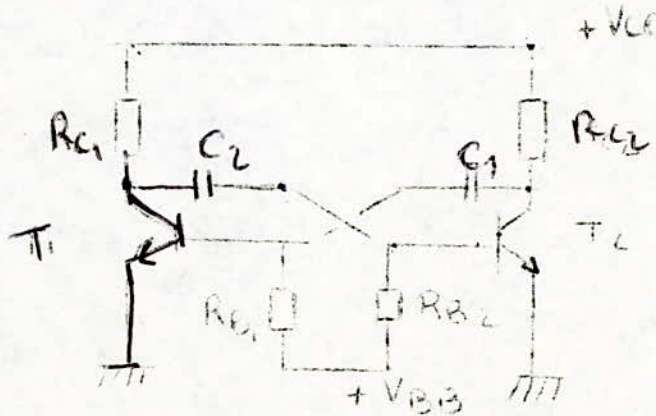 + VCC
RC1
C2
C1
RC2
T1
T2
RB1
RB2
+ VBB